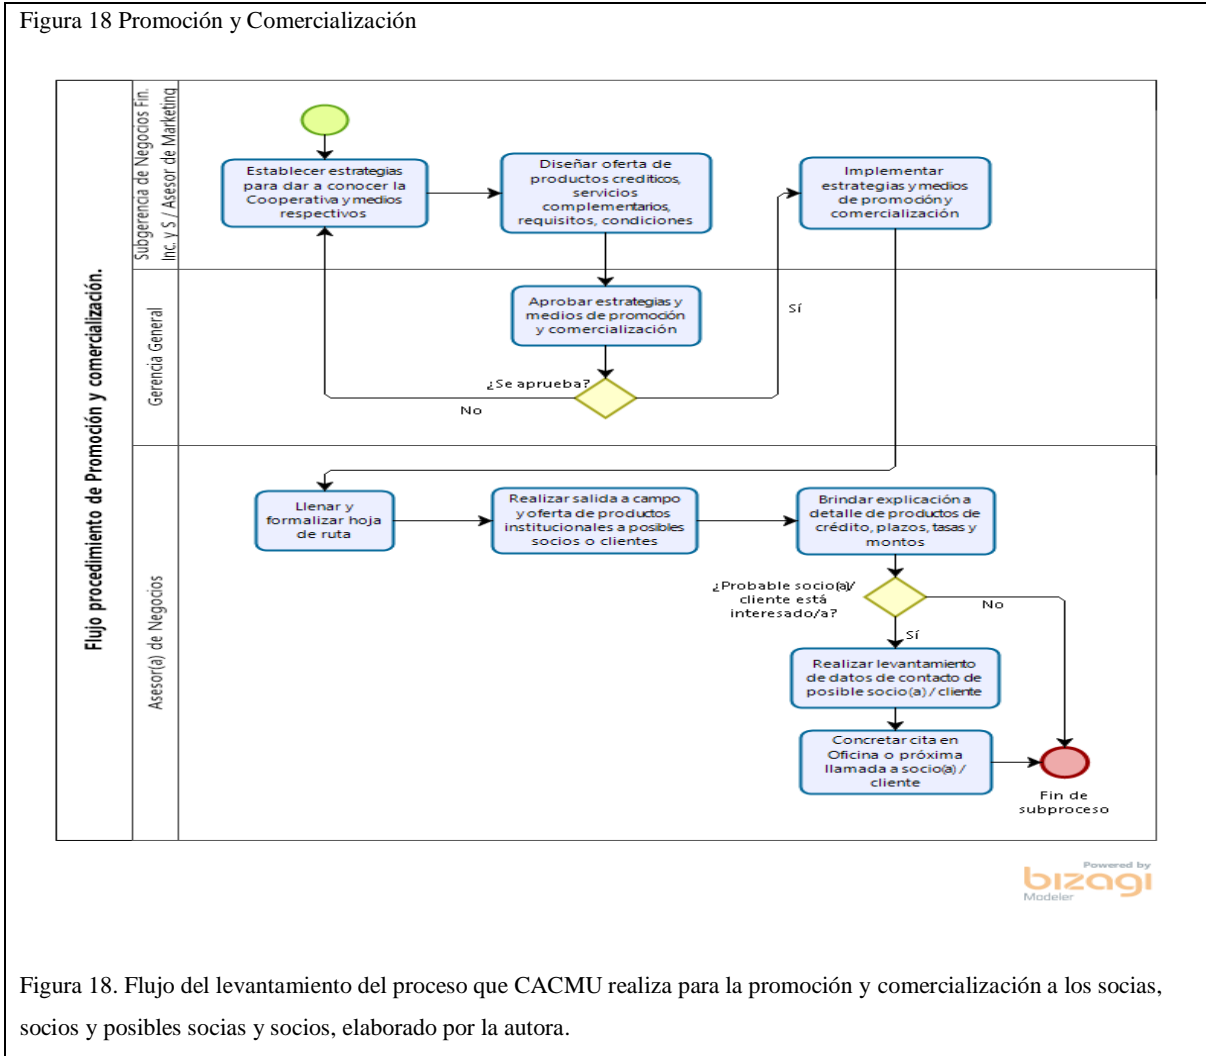 Figura 18 Promoción y Comercialización
Flujo procedimiento de Promoción y comercialización.
Subgerencia de Negocios Fin.
Inc. y S / Asesor de Marketing
Establecer estrategias
para dar a conocer la
Cooperativa y medios
respectivos
Diseñar oferta de
productos crediticos,
servicios
complementarios,
requisitos, condiciones
Implementar
estrategias y medios
de promoción y
comercialización
Gerencia General
Aprobar estrategias y
medios de promoción
y comercialización
¿Se aprueba?
No
Sí
Asesor(a) de Negocios
Llenar y
formalizar hoja
de ruta
Realizar salida a campo
y oferta de productos
institucionales a posibles
socios o clientes
Brindar explicación a
detalle de productos de
crédito, plazos, tasas y
montos
¿Probable socio(a)/
cliente está
interesado/a?
No
Sí
Realizar levantamiento
de datos de contacto de
posible socio(a) / cliente
Concretar cita en
Oficina o próxima
llamada a socio(a) /
cliente
Fin de
subproceso
Powered by
bizagi
Modeler
Figura 18. Flujo del levantamiento del proceso que CACMU realiza para la promoción y comercialización a los socias,
socios y posibles socias y socios, elaborado por la autora.